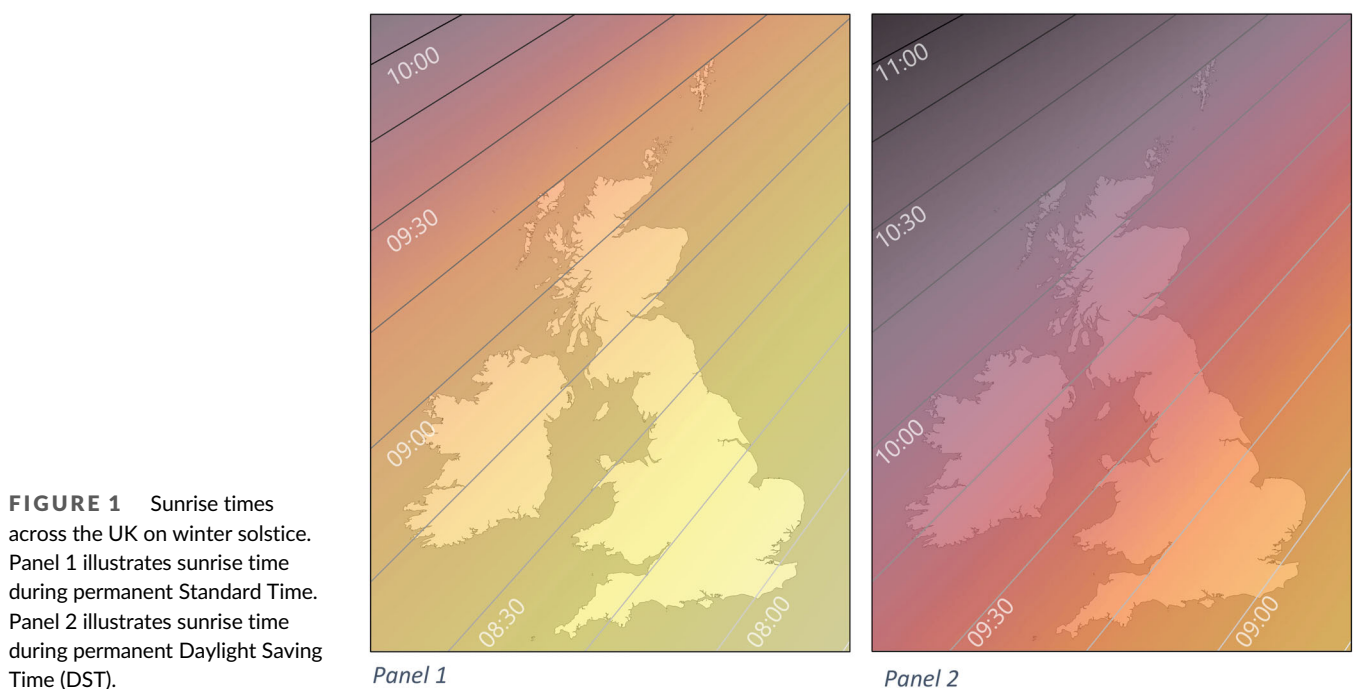 FIGURE 1 Sunrise times
across the UK on winter solstice.
Panel 1 illustrates sunrise time
during permanent Standard Time.
Panel 2 illustrates sunrise time
during permanent Daylight Saving
Time (DST).
10:00
09:30
09:00
08:30
08:00
Panel 1
11:00
10:30
10:00
09:30
09:00
Panel 2